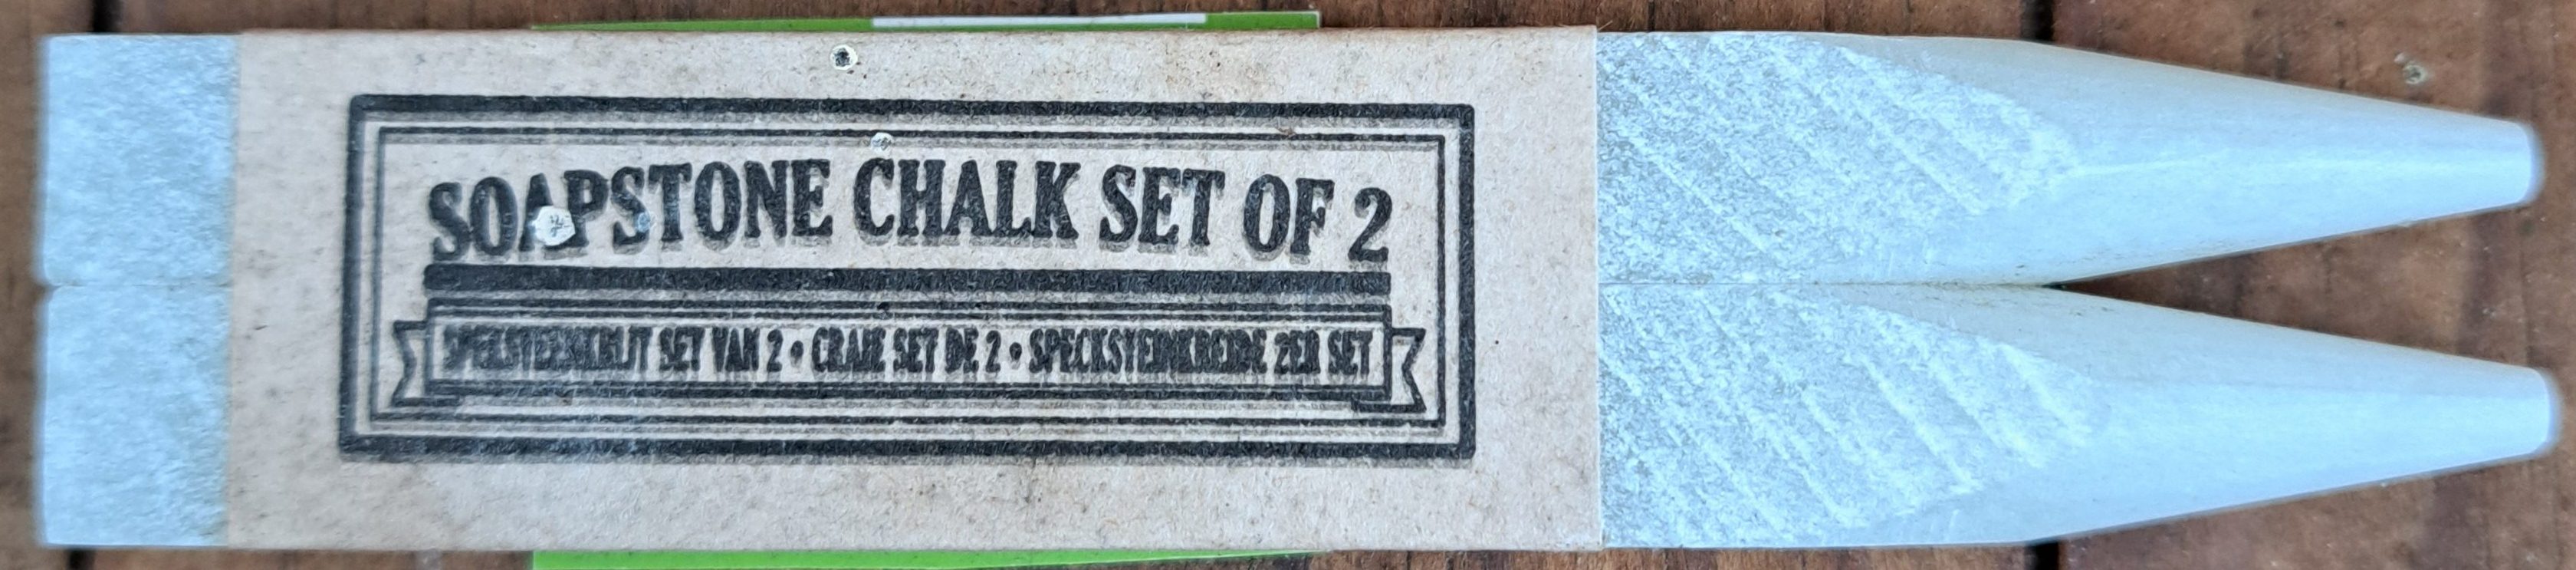 SOAPSTONE CHALK SET OF 2
SPEKSTEENKRIJT SET VAN 2 • CRAIE SET DE 2 • SPECKSTEINKREIDE 2ER SET